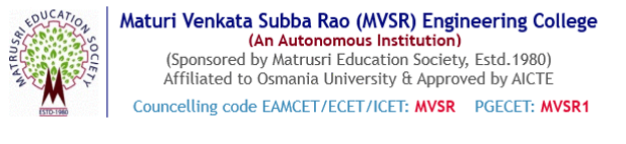 MATRUSRI EDUCATION SOCIETY
ESTD-1980
Maturi Venkata Subba Rao (MVSR) Engineering College
(An Autonomous Institution)
(Sponsored by Matrusri Education Society, Estd.1980)
Affiliated to Osmania University & Approved by AICTE
Councelling code EAMCET/ECET/ICET: MVSR PGECET: MVSR1